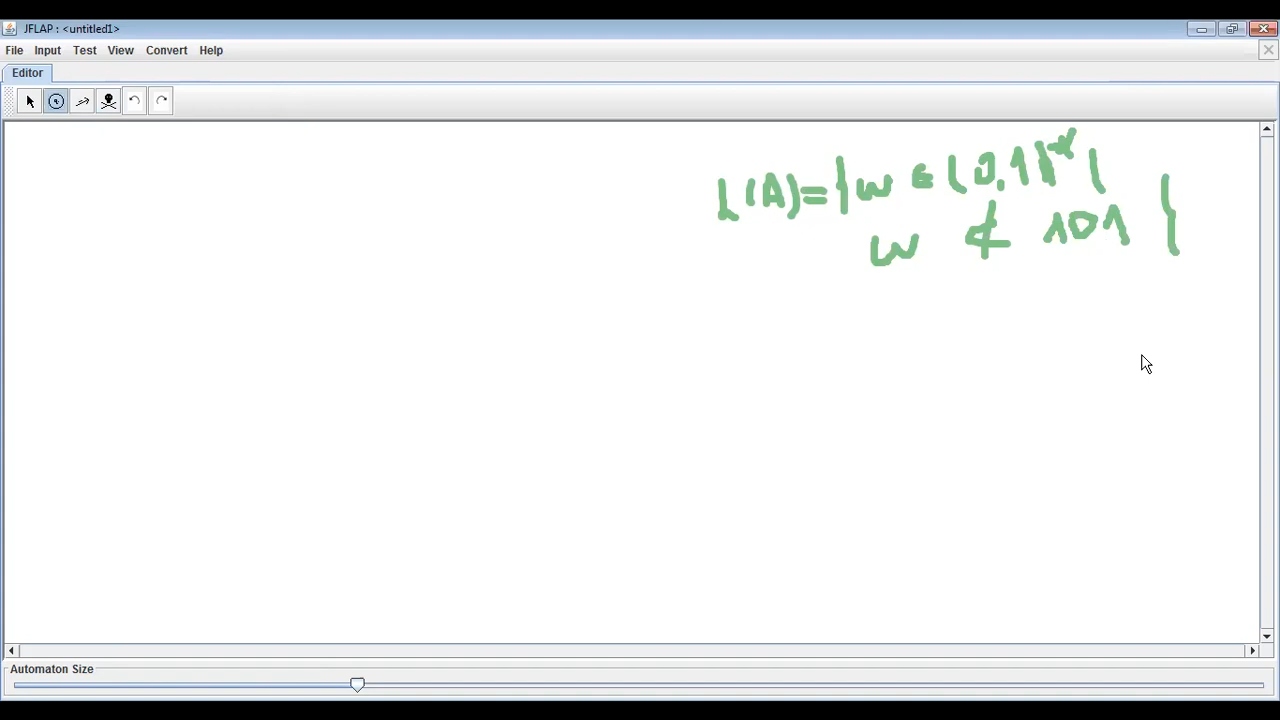 JFLAP : <untitled1>
File Input Test View Convert Help
Editor
L(A)={w ∈ {0,1}* |
w ⊄ 101 }
Automaton Size